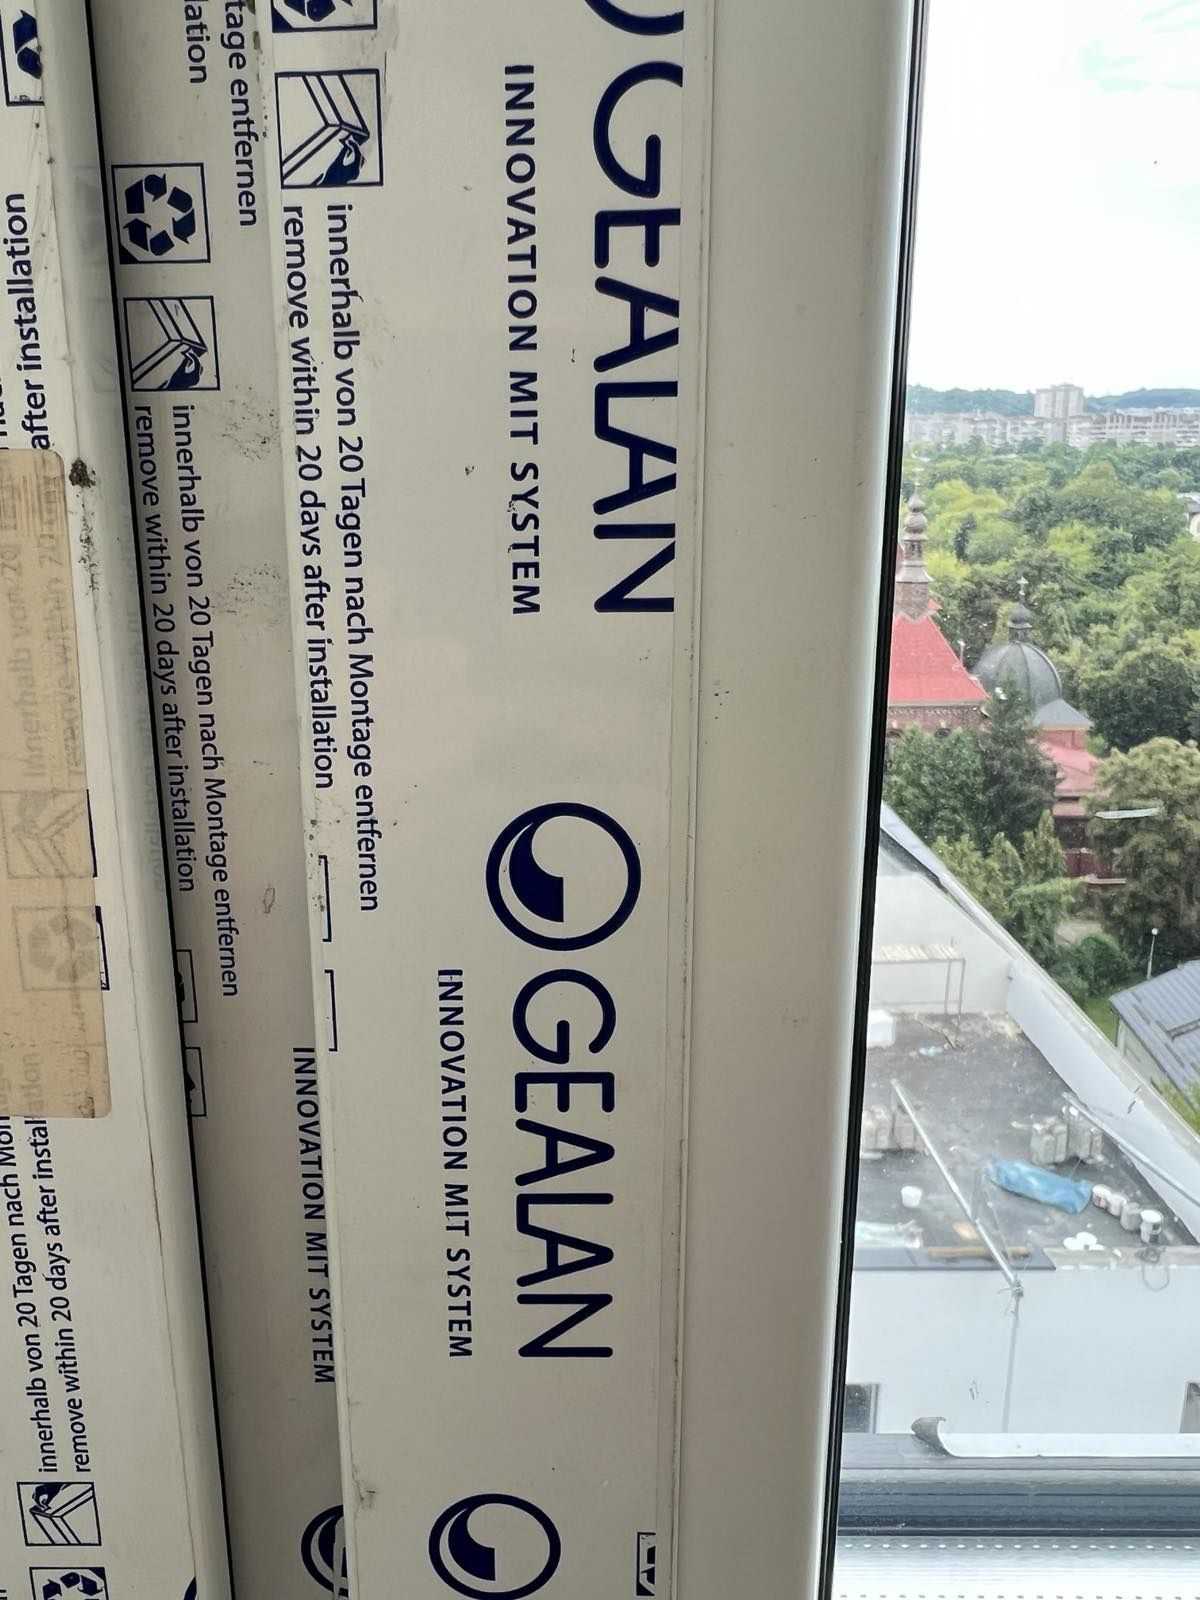 GEALAN
INNOVATION MIT SYSTEM
GEALAN
INNOVATION MIT SYSTEM
innerhalb von 20 Tagen nach Montage entfernen
remove within 20 days after installation
INNOVATION MIT SYSTEM
tage entfernen
lation
innerhalb von 20 Tagen nach Montage entfernen
remove within 20 days after installation
after installation
innerhalb von 20 Tagen nach Mon
remove within 20 days after instal